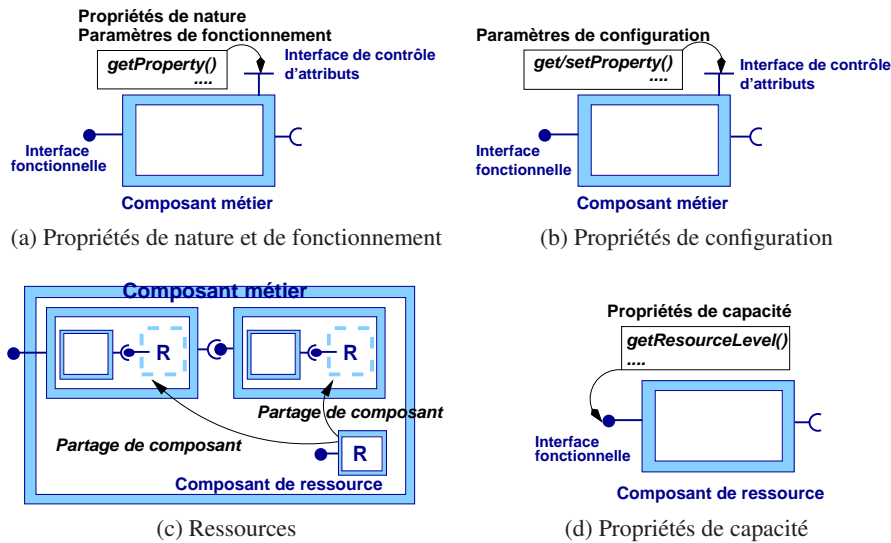 Propriétés de nature
Paramètres de fonctionnement
getProperty()
....
Interface de contrôle
d'attributs
Interface
fonctionnelle
Composant métier
(a) Propriétés de nature et de fonctionnement
Paramètres de configuration
get/setProperty()
....
Interface de contrôle
d'attributs
Interface
fonctionnelle
Composant métier
(b) Propriétés de configuration
Composant métier
R
R
Partage de composant
Partage de composant
R
Composant de ressource
(c) Ressources
Propriétés de capacité
getResourceLevel()
....
Interface
fonctionnelle
Composant de ressource
(d) Propriétés de capacité